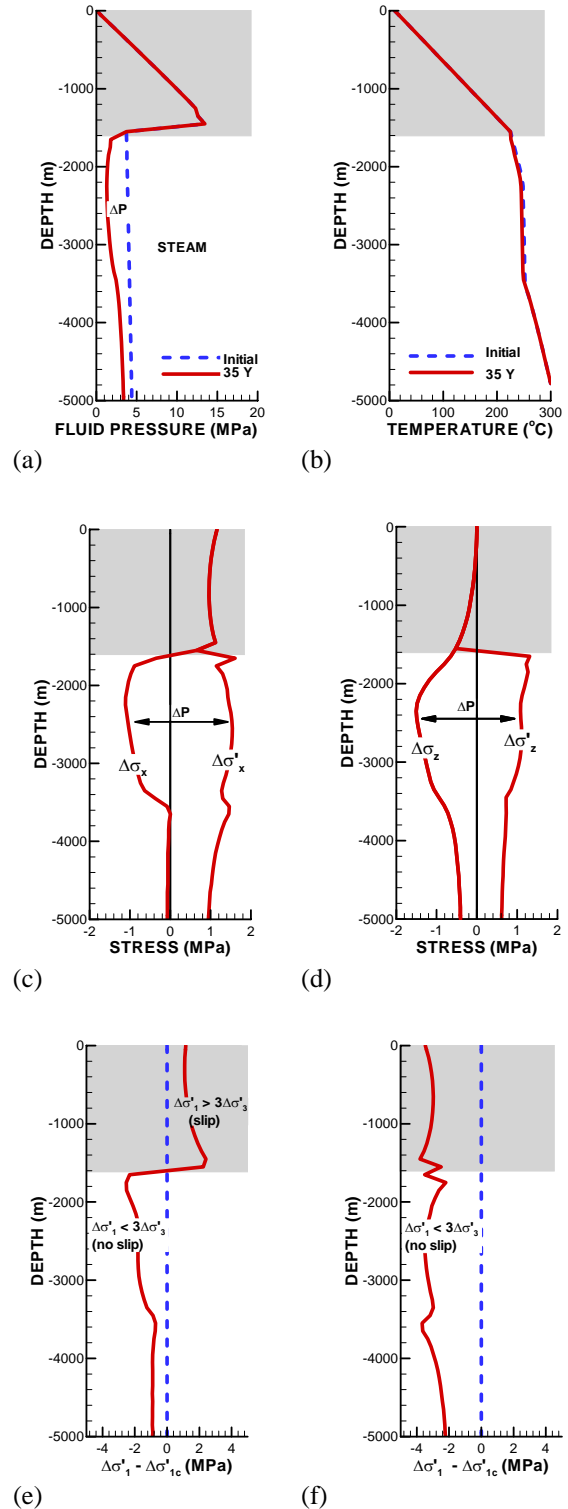 0
-1000
-2000
-3000
-4000
-5000
DEPTH (m)
ΔP
STEAM
Initial
35 Y
0 5 10 15 20
FLUID PRESSURE (MPa)
(a)
0
-1000
-2000
-3000
-4000
-5000
DEPTH (m)
Initial
35 Y
0 100 200 300
TEMPERATURE (°C)
(b)
0
-1000
-2000
-3000
-4000
-5000
DEPTH (m)
ΔP
Δσx
Δσ'x
-2 -1 0 1 2
STRESS (MPa)
(c)
0
-1000
-2000
-3000
-4000
-5000
DEPTH (m)
ΔP
Δσz
Δσ'z
-2 -1 0 1 2
STRESS (MPa)
(d)
0
-1000
-2000
-3000
-4000
-5000
DEPTH (m)
Δσ'1 > 3Δσ'3
(slip)
Δσ'1 < 3Δσ'3
(no slip)
-4 -2 0 2 4
Δσ'1 - Δσ'1c (MPa)
(e)
0
-1000
-2000
-3000
-4000
-5000
DEPTH (m)
Δσ'1 < 3Δσ'3
(no slip)
-4 -2 0 2 4
Δσ'1 - Δσ'1c (MPa)
(f)